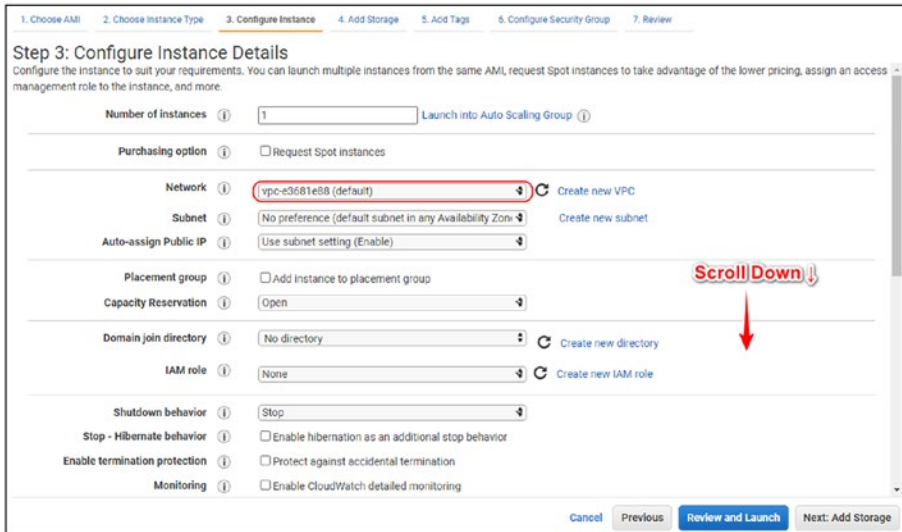 1. Choose AMI 2. Choose Instance Type 3. Configure Instance 4. Add Storage 5. Add Tags 6. Configure Security Group 7. Review
Step 3: Configure Instance Details
Configure the instance to suit your requirements. You can launch multiple instances from the same AMI, request Spot instances to take advantage of the lower pricing, assign an access
management role to the instance, and more.
Number of instances 1 Launch into Auto Scaling Group
Purchasing option Request Spot instances
Network vpc-e3681e88 (default) Create new VPC
Subnet No preference (default subnet in any Availability Zone Create new subnet
Auto-assign Public IP Use subnet setting (Enable)
Placement group Add instance to placement group
Scroll Down ↓
Capacity Reservation Open
Domain join directory No directory Create new directory
IAM role None Create new IAM role
Shutdown behavior Stop
Stop - Hibernate behavior Enable hibernation as an additional stop behavior
Enable termination protection Protect against accidental termination
Monitoring Enable CloudWatch detailed monitoring
Cancel Previous Review and Launch Next: Add Storage